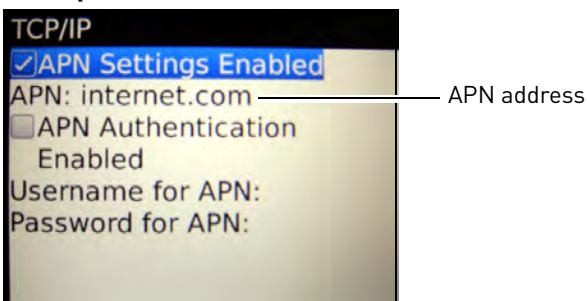 TCP/IP
APN Settings Enabled
APN: internet.com
APN address
APN Authentication
Enabled
Username for APN:
Password for APN: